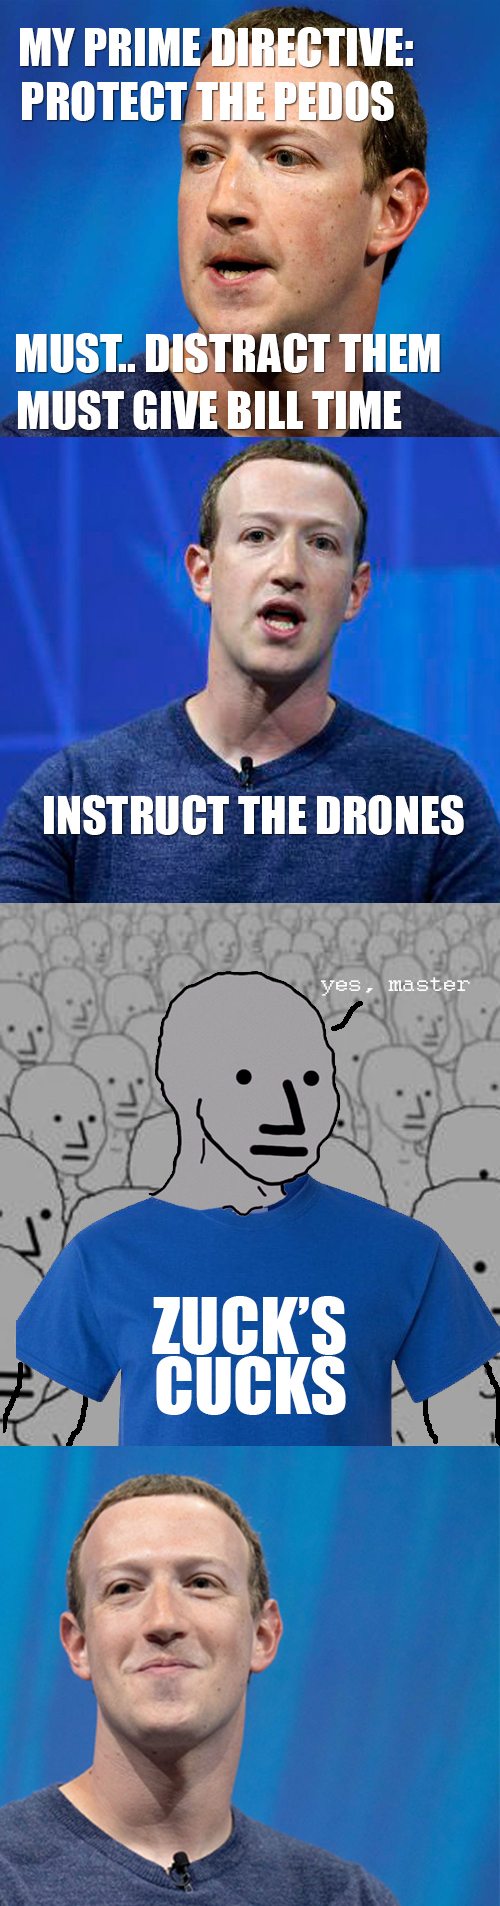 MY PRIME DIRECTIVE:
PROTECT THE PEDOS
MUST.. DISTRACT THEM
MUST GIVE BILL TIME
INSTRUCT THE DRONES
yes, master
ZUCK'S
CUCKS